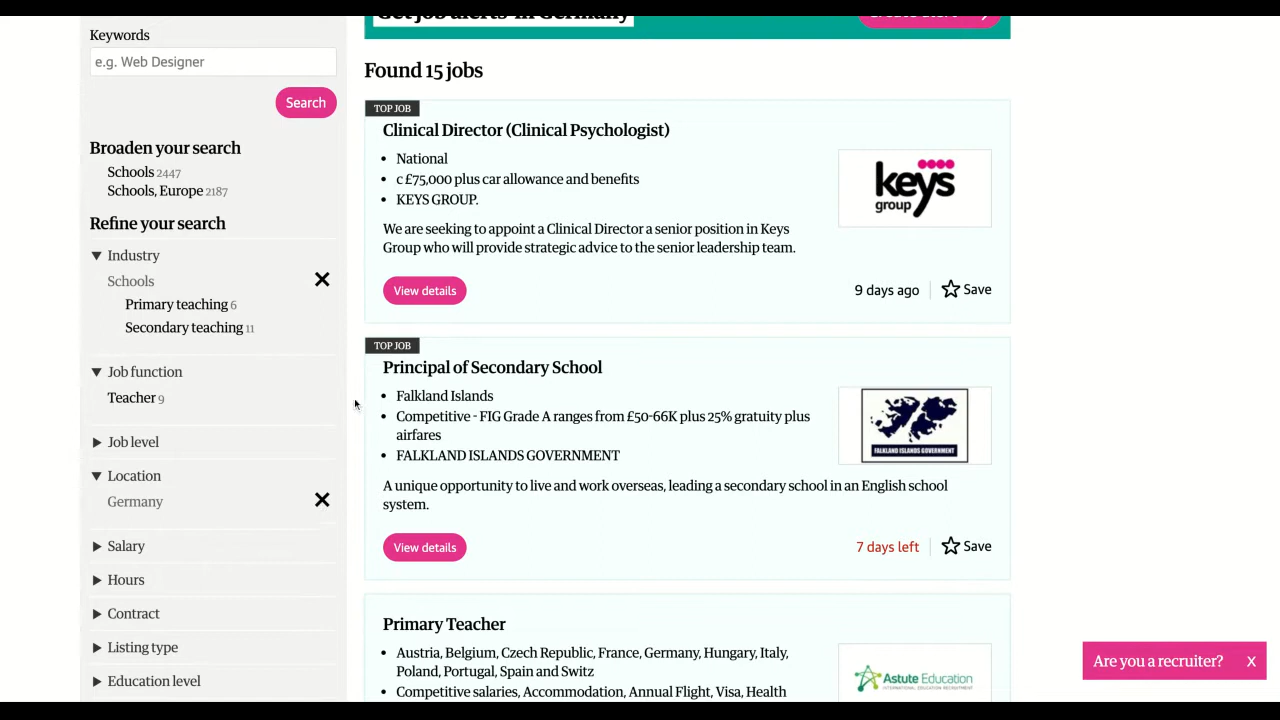 Get job alerts in Germany
Keywords
e.g. Web Designer
Search
Broaden your search
Schools 2447
Schools, Europe 2187
Refine your search
▼ Industry
Schools
Primary teaching 6
Secondary teaching 11
▼ Job function
Teacher 9
▶ Job level
▼ Location
Germany
▶ Salary
▶ Hours
▶ Contract
▶ Listing type
▶ Education level
Found 15 jobs
TOP JOB
Clinical Director (Clinical Psychologist)
• National
• c £75,000 plus car allowance and benefits
• KEYS GROUP.
We are seeking to appoint a Clinical Director a senior position in Keys
Group who will provide strategic advice to the senior leadership team.
keys
group
View details
9 days ago
Save
TOP JOB
Principal of Secondary School
• Falkland Islands
• Competitive - FIG Grade A ranges from £50-66K plus 25% gratuity plus
airfares
• FALKLAND ISLANDS GOVERNMENT
A unique opportunity to live and work overseas, leading a secondary school in an English school
system.
FALKLAND ISLANDS GOVERNMENT
View details
7 days left
Save
Primary Teacher
• Austria, Belgium, Czech Republic, France, Germany, Hungary, Italy,
Poland, Portugal, Spain and Switz
• Competitive salaries, Accommodation, Annual Flight, Visa, Health
Astute Education
INTERNATIONAL EDUCATION RECRUITMENT
Are you a recruiter? X